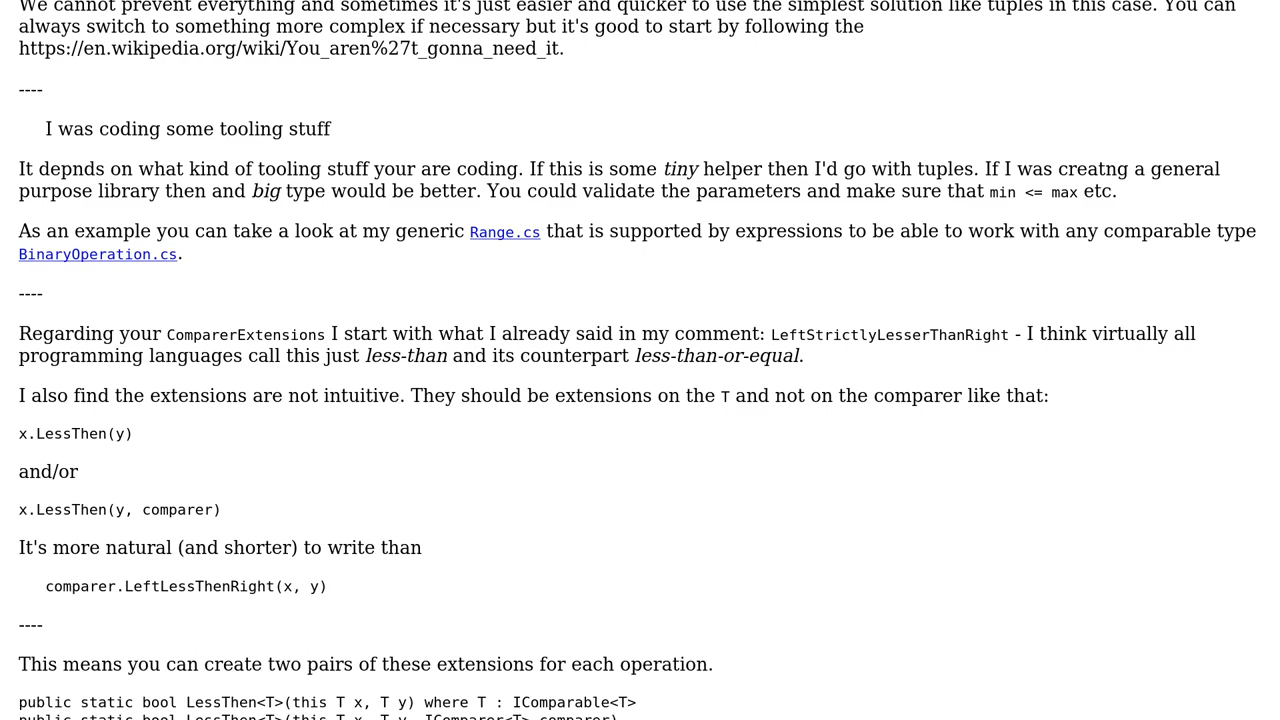 We cannot prevent everything and sometimes it's just easier and quicker to use the simplest solution like tuples in this case. You can
always switch to something more complex if necessary but it's good to start by following the
https://en.wikipedia.org/wiki/You_aren%27t_gonna_need_it.
----
I was coding some tooling stuff
It depnds on what kind of tooling stuff your are coding. If this is some tiny helper then I'd go with tuples. If I was creatng a general
purpose library then and big type would be better. You could validate the parameters and make sure that min <= max etc.
As an example you can take a look at my generic Range.cs that is supported by expressions to be able to work with any comparable type
BinaryOperation.cs.
----
Regarding your ComparerExtensions I start with what I already said in my comment: LeftStrictlyLesserThanRight - I think virtually all
programming languages call this just less-than and its counterpart less-than-or-equal.
I also find the extensions are not intuitive. They should be extensions on the T and not on the comparer like that:
x.LessThen(y)
and/or
x.LessThen(y, comparer)
It's more natural (and shorter) to write than
comparer.LeftLessThenRight(x, y)
----
This means you can create two pairs of these extensions for each operation.
public static bool LessThen<T>(this T x, T y) where T : IComparable<T>
public static bool LessThen<T>(this T x, T y, IComparer<T> comparer)